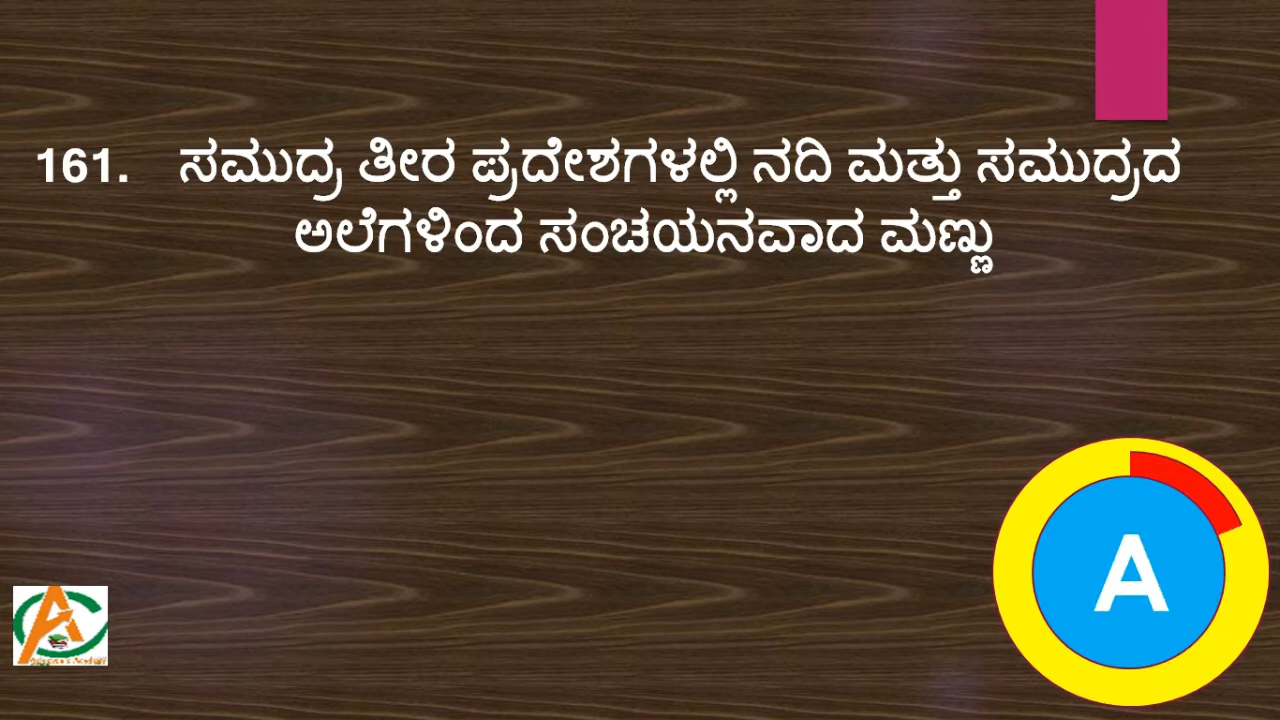 161. ಸಮುದ್ರ ತೀರ ಪ್ರದೇಶಗಳಲ್ಲಿ ನದಿ ಮತ್ತು ಸಮುದ್ರದ
ಅಲೆಗಳಿಂದ ಸಂಚಯನವಾದ ಮಣ್ಣು
A